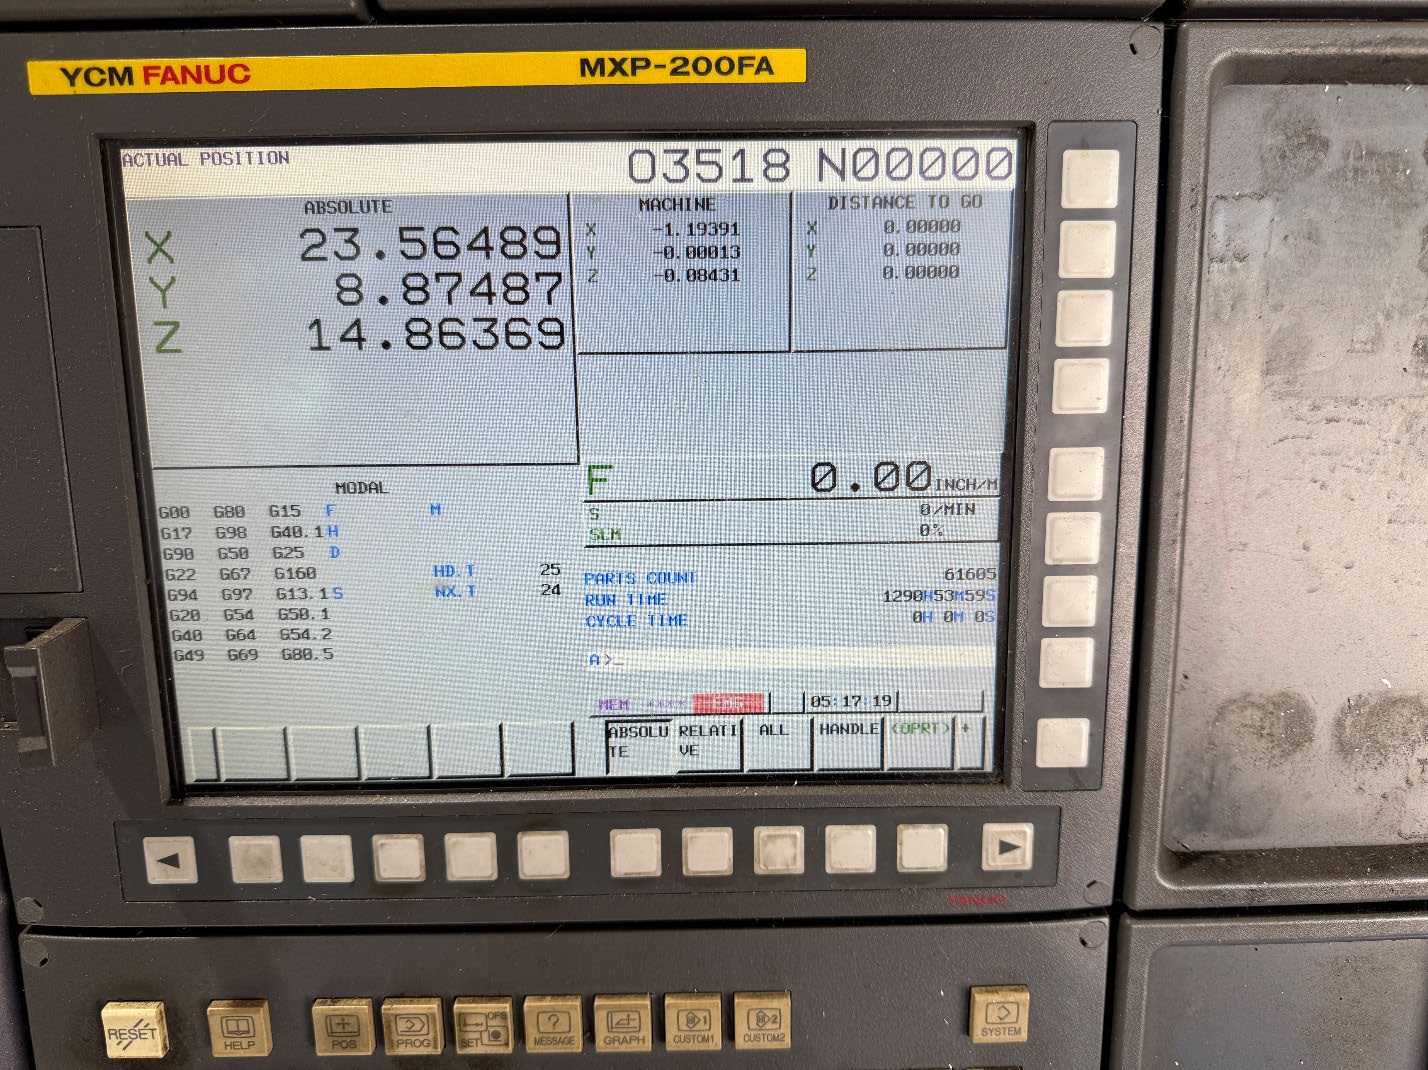 YCM FANUC MXP-200FA
ACTUAL POSITION O3518 N00000
ABSOLUTE
X 23.56489
Y 8.87487
Z 14.86369
MACHINE
X -1.19391
Y -0.00013
Z -0.08431
DISTANCE TO GO
X 0.00000
Y 0.00000
Z 0.00000
MODAL
G00 G80 G15 F M
G17 G98 G40.1 H
G90 G50 G25 D
G22 G67 G160 HD.T 25
G94 G97 G13.1 S NX.T 24
G20 G54 G50.1
G40 G64 G54.2
G49 G69 G80.5
F 0.00 INCH/M
S 0/MIN
SLM 0%
PARTS COUNT 61605
RUN TIME 1290H53M59S
CYCLE TIME 0H 0M 0S
A>_
MEM **** 05:17:19
ABSOLU
TE
RELATI
VE
ALL
HANDLE
(OPRT)
+
FANUC
RESET
HELP
POS
PROG
OFS
SET
MESSAGE
GRAPH
CUSTOM1
CUSTOM2
SYSTEM